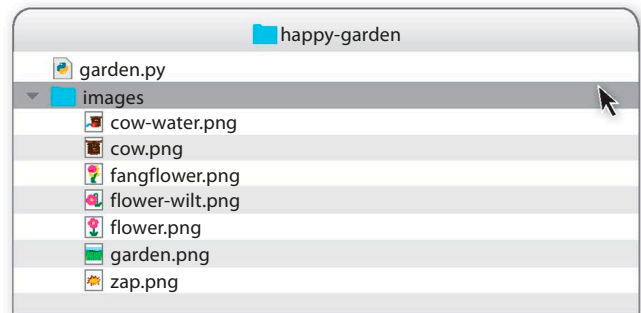 happy-garden
garden.py
images
cow-water.png
cow.png
fangflower.png
flower-wilt.png
flower.png
garden.png
zap.png